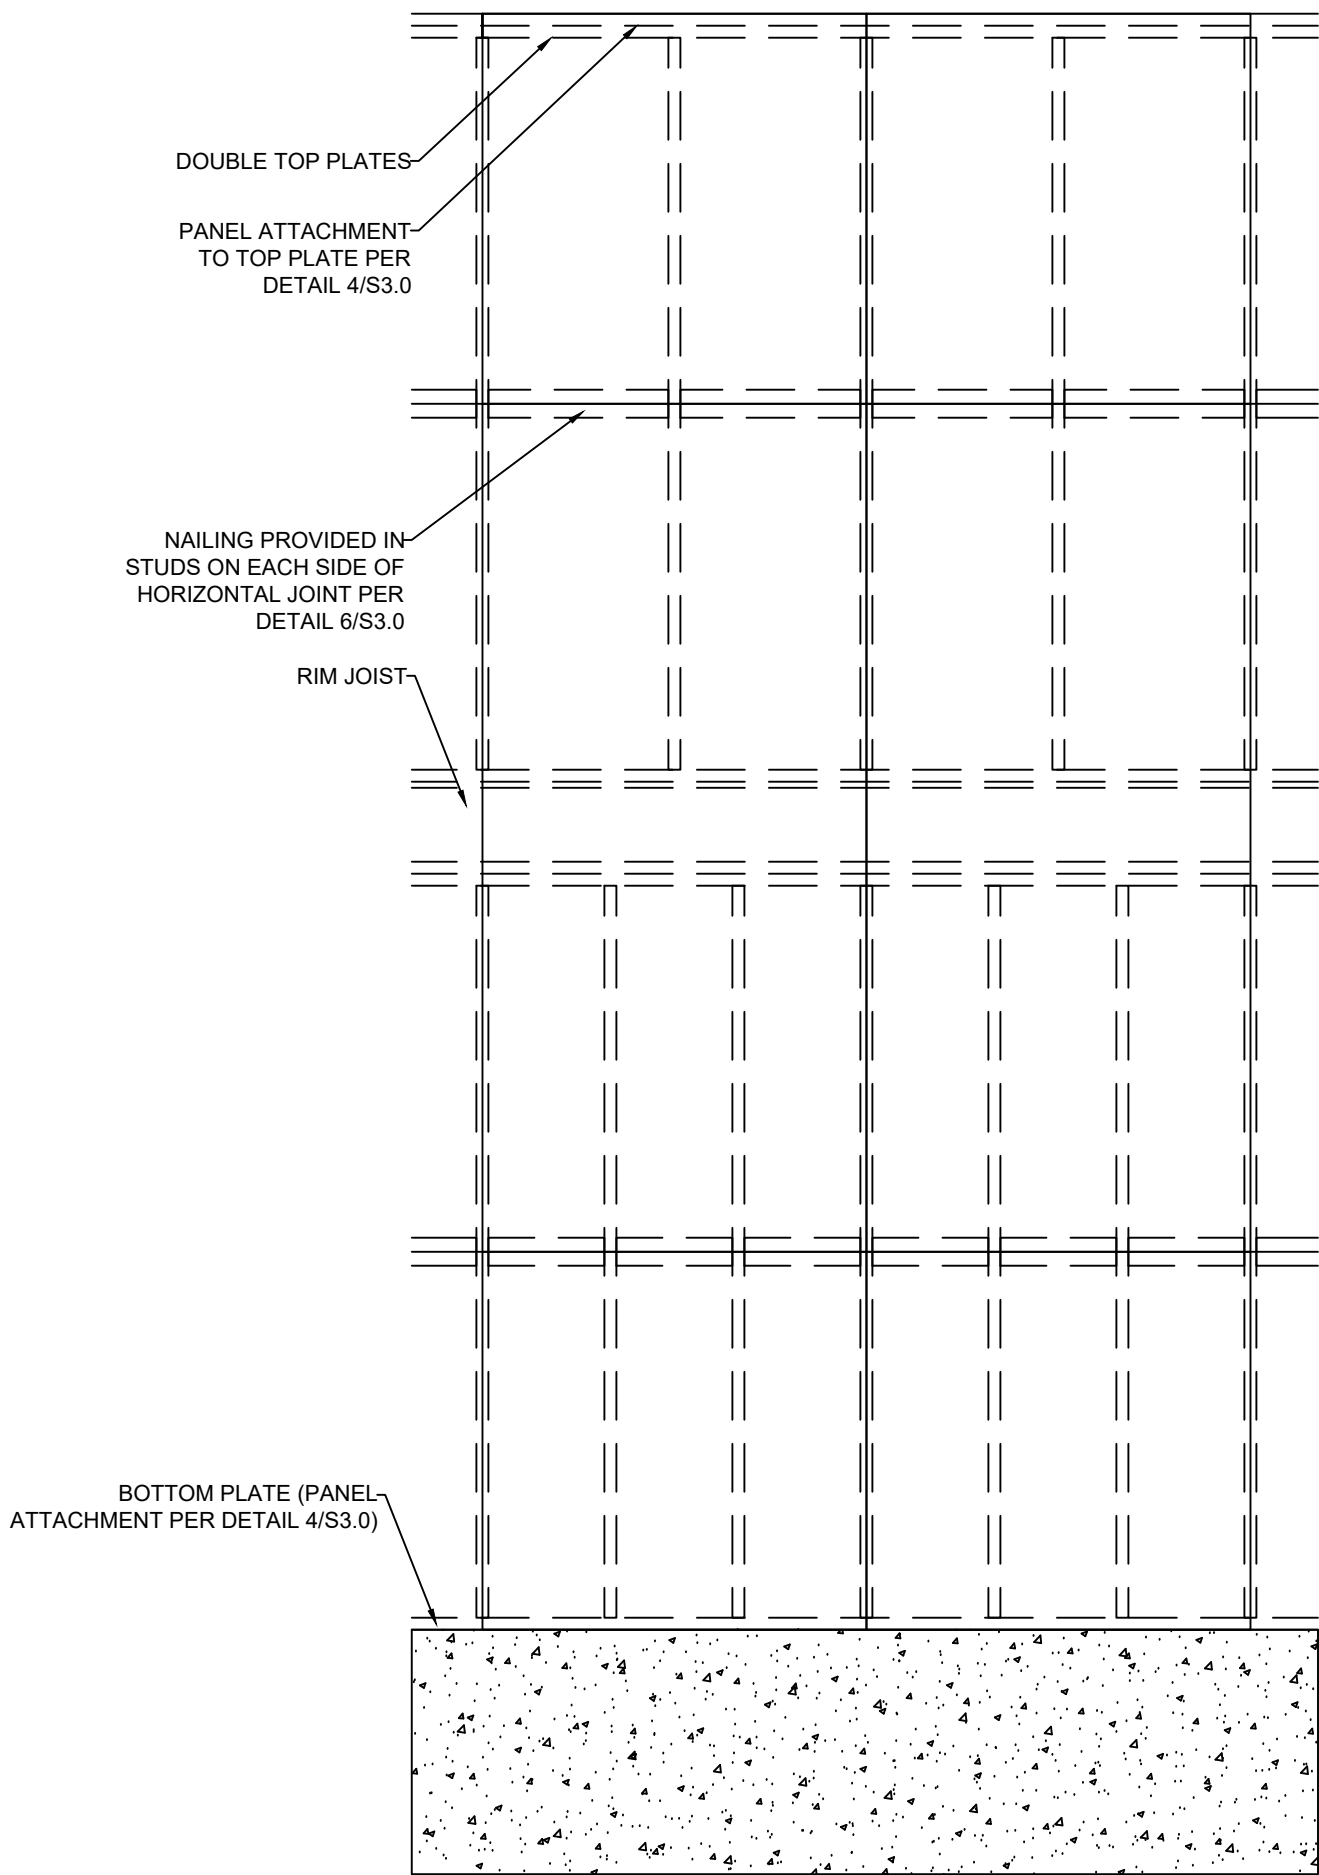 DOUBLE TOP PLATES
PANEL ATTACHMENT
TO TOP PLATE PER
DETAIL 4/S3.0
NAILING PROVIDED IN
STUDS ON EACH SIDE OF
HORIZONTAL JOINT PER
DETAIL 6/S3.0
RIM JOIST
BOTTOM PLATE (PANEL
ATTACHMENT PER DETAIL 4/S3.0)